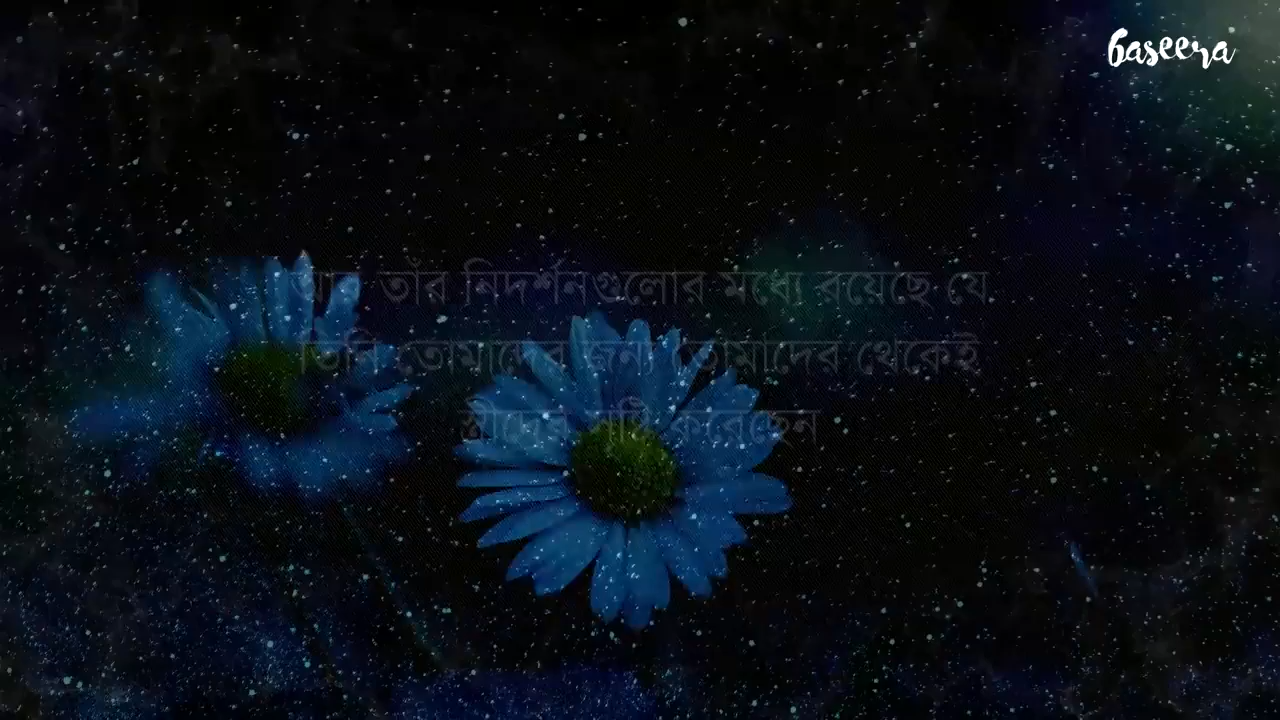 baseera
আর তাঁর নিদর্শনগুলোর মধ্যে রয়েছে যে
তিনি তোমাদের জন্য তোমাদের থেকেই
স্ত্রীদের সৃষ্টি করেছেন